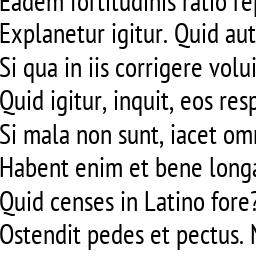 Eadem fortitudinis ratio rep
Explanetur igitur. Quid aut
Si qua in iis corrigere volui
Quid igitur, inquit, eos resp
Si mala non sunt, iacet omn
Habent enim et bene longa
Quid censes in Latino fore?
Ostendit pedes et pectus. N